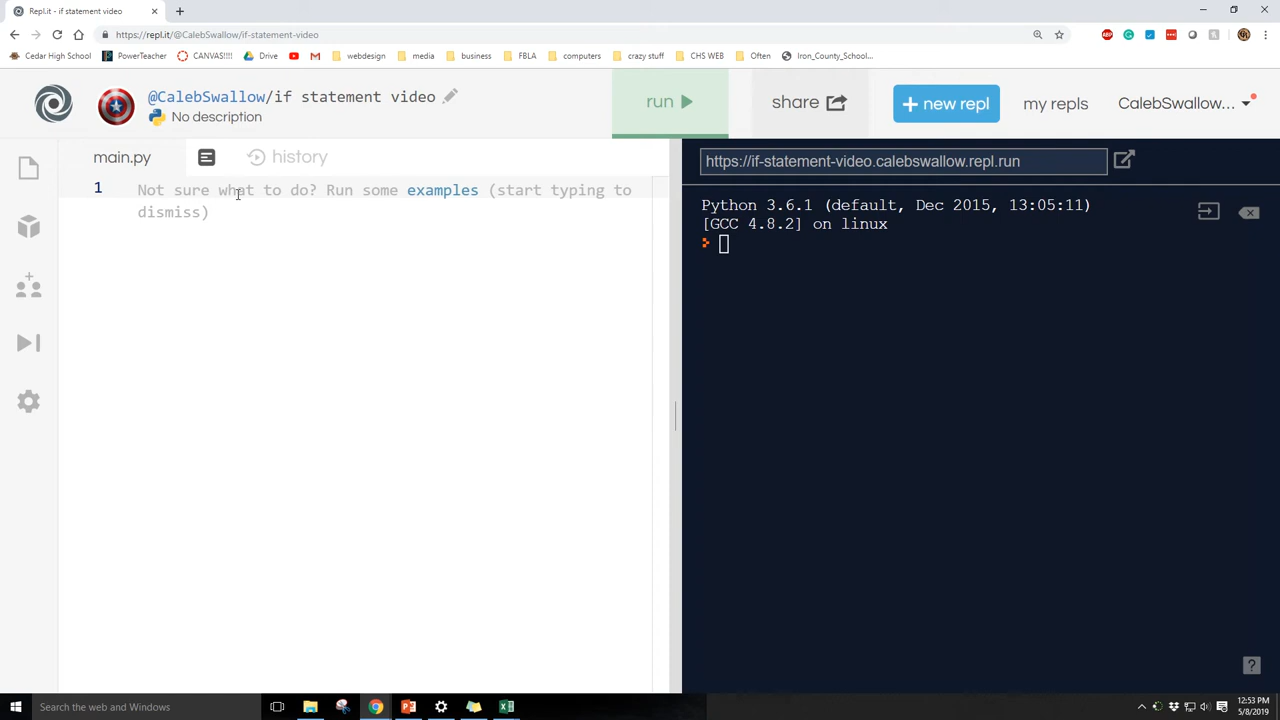 Repl.it - if statement video
https://repl.it/@CalebSwallow/if-statement-video
Cedar High School PowerTeacher CANVAS!!!! Drive webdesign media business FBLA computers crazy stuff CHS WEB Often Iron_County_School...
@CalebSwallow/if statement video
No description
run
share
+ new repl
my repls
CalebSwallow...
main.py
history
https://if-statement-video.calebswallow.repl.run
1
Not sure what to do? Run some examples (start typing to
dismiss)
Python 3.6.1 (default, Dec 2015, 13:05:11)
[GCC 4.8.2] on linux
?
Search the web and Windows
12:53 PM
5/8/2019